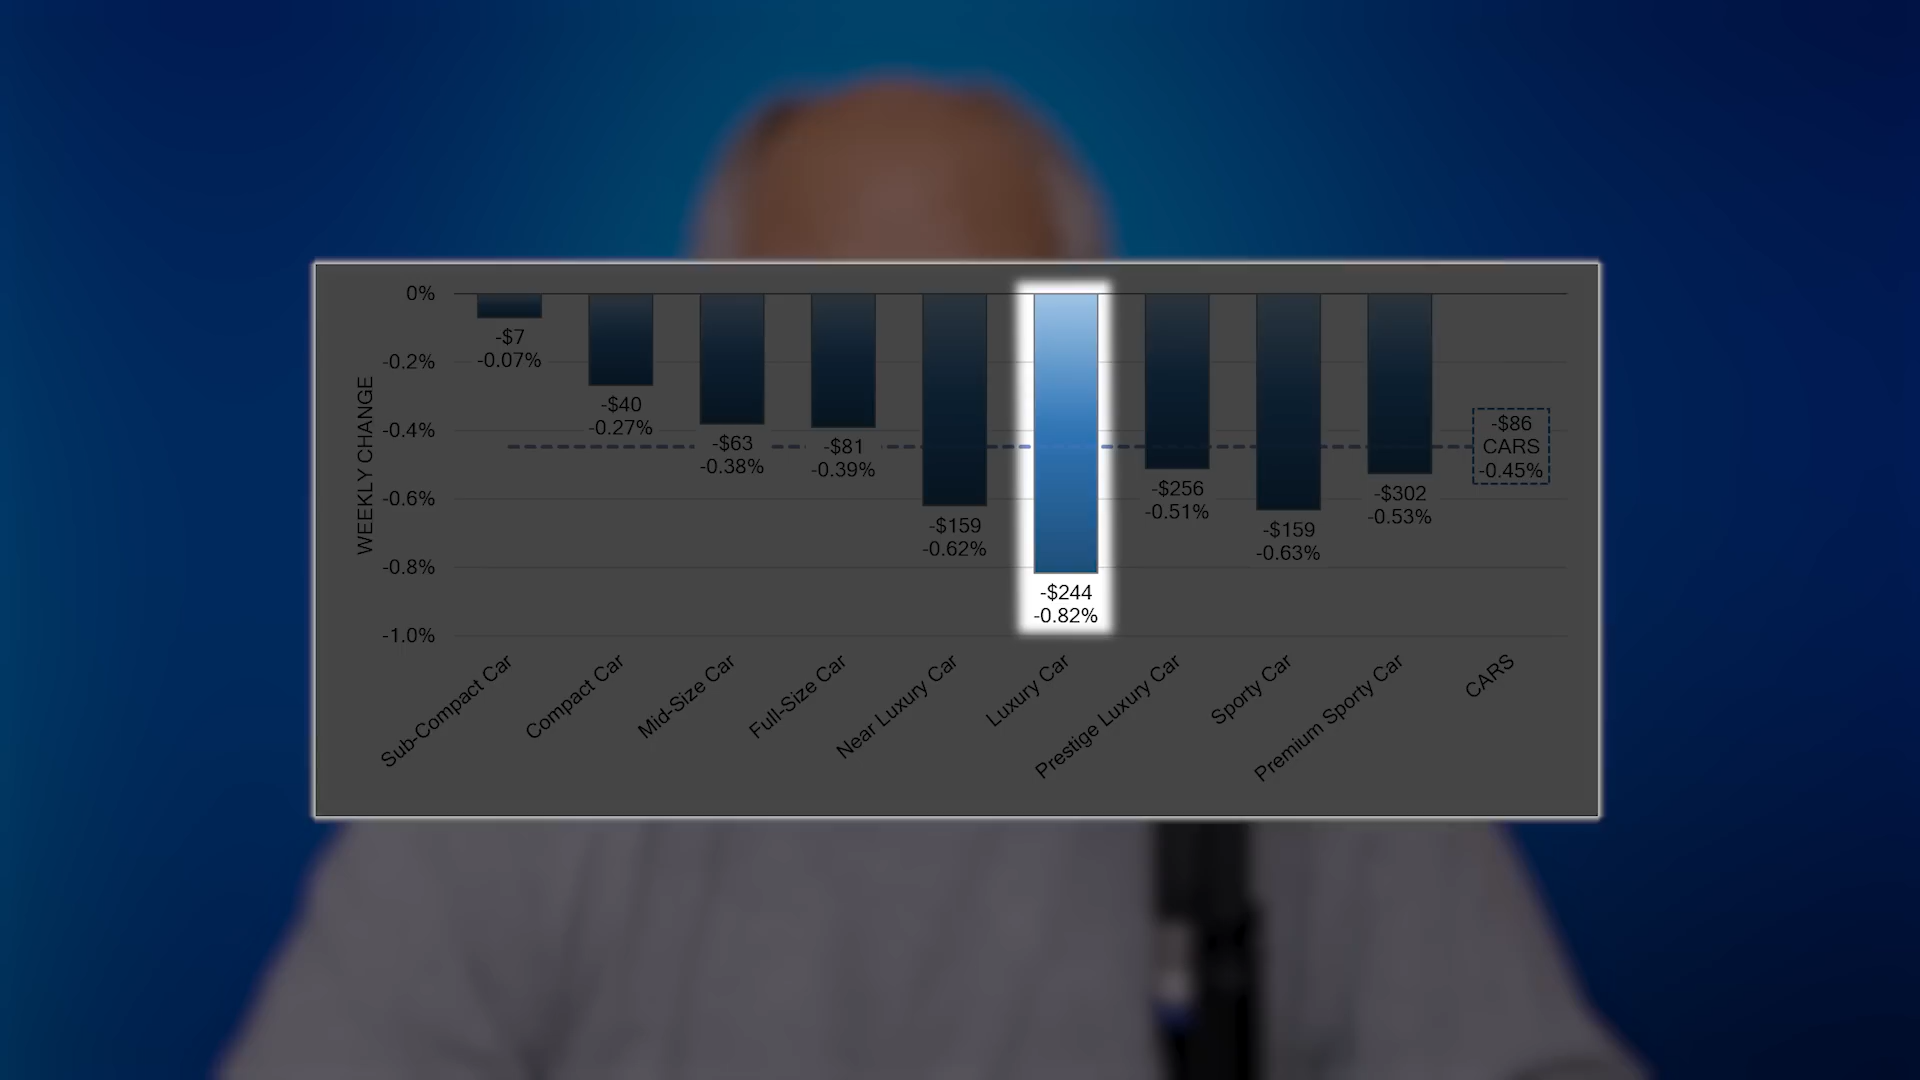 WEEKLY CHANGE
0%
-0.2%
-0.4%
-0.6%
-0.8%
-1.0%
-$7
-0.07%
-$40
-0.27%
-$63
-0.38%
-$81
-0.39%
-$159
-0.62%
-$244
-0.82%
-$256
-0.51%
-$159
-0.63%
-$302
-0.53%
-$86
CARS
-0.45%
Sub-Compact Car
Compact Car
Mid-Size Car
Full-Size Car
Near Luxury Car
Luxury Car
Prestige Luxury Car
Sporty Car
Premium Sporty Car
CARS